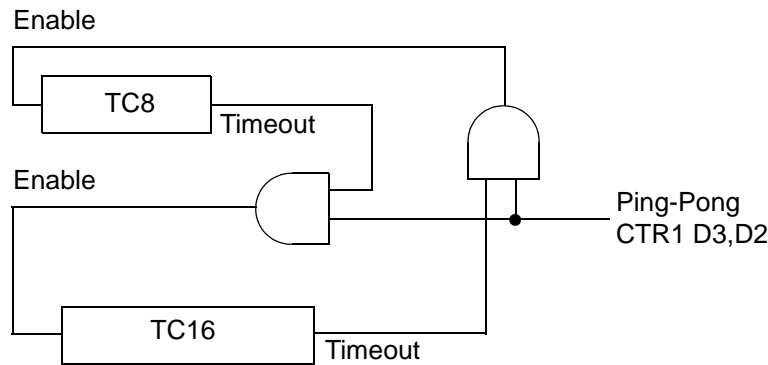 Enable
TC8
Timeout
Enable
Ping-Pong
CTR1 D3,D2
TC16
Timeout